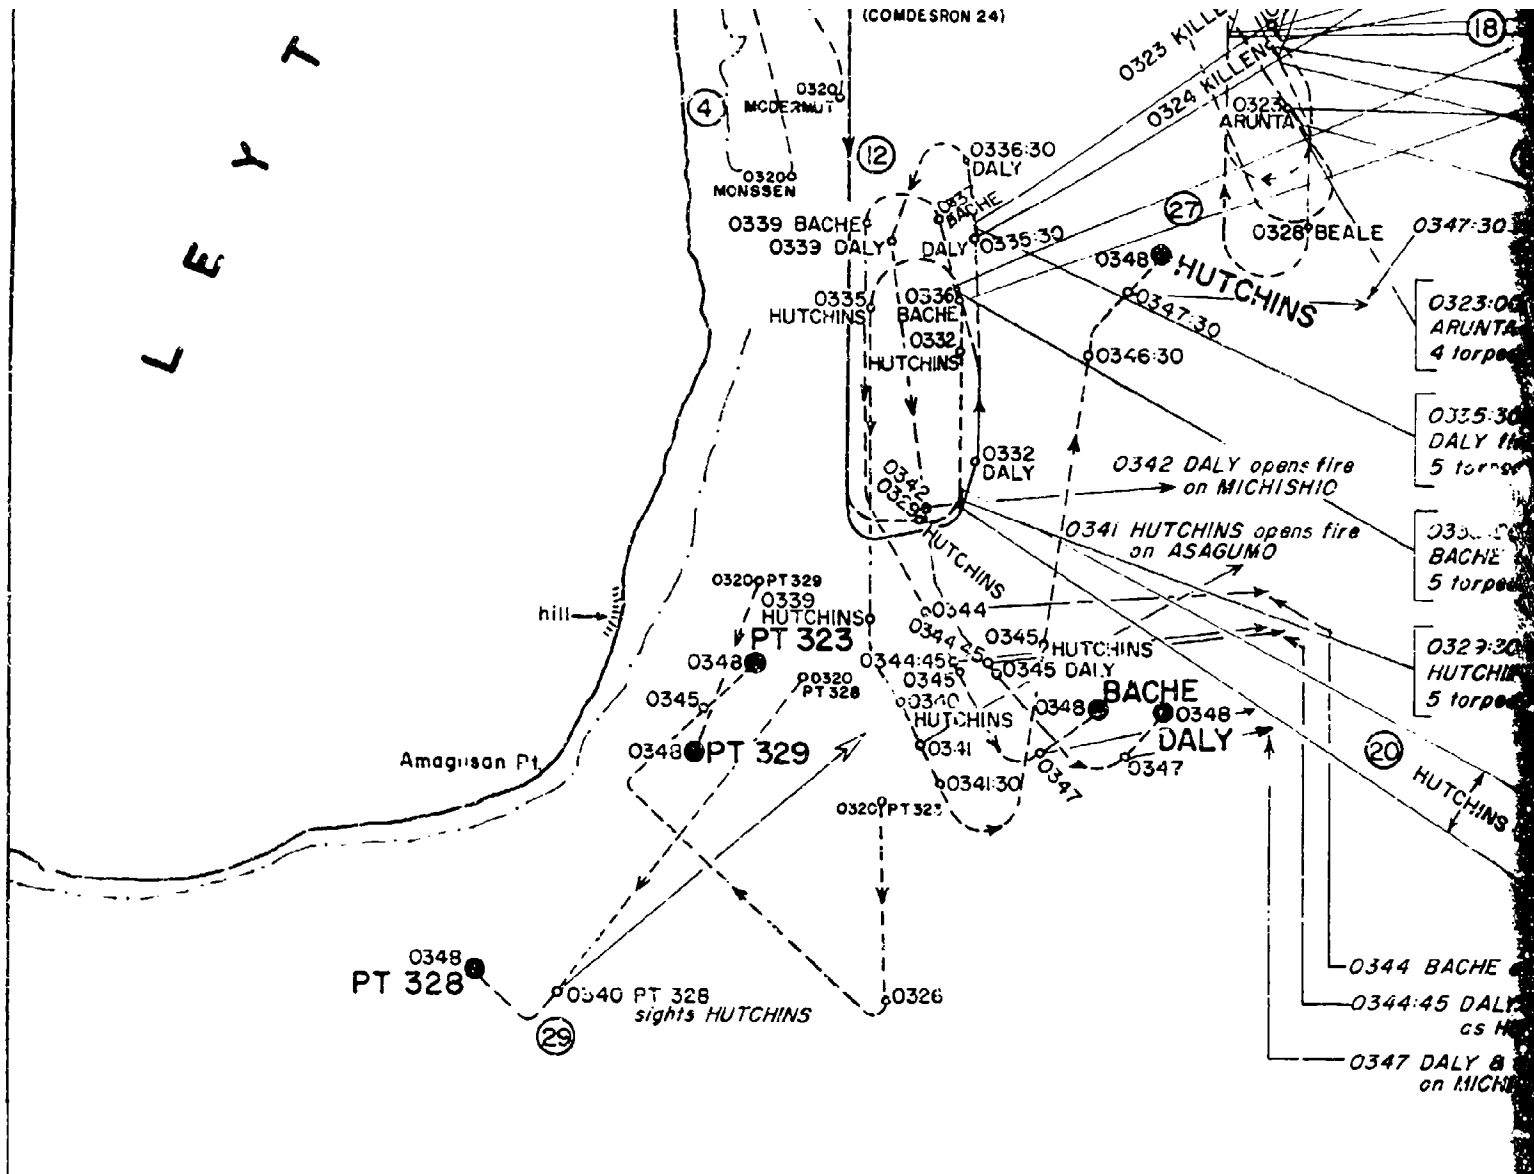 (COMDESRON 24)
L E Y T
4
12
18
27
20
29
0320
MCDERMUT
0320
MONSSEN
0323 KILLE
0324 KILLEN
0323
ARUNTA
0328 BEALE
0336:30
DALY
0337
BACHE
0339 BACHE
0339 DALY
DALY
0335:30
0335
HUTCHINS
0336
BACHE
0332
HUTCHINS
0332
DALY
0348
HUTCHINS
0347:30
0347:30
0346:30
0323:00
ARUNTA
4 torpe
0335:30
DALY
5
0342 DALY opens fire
on MICHISHIO
0342
0329
HUTCHINS
0341 HUTCHINS opens fire
on ASAGUMO
BACHE
5 torpe
0329:30
HUTCHI
5 torpe
0320 PT 329
0339
HUTCHINS
hill
PT 323
0348
0320
PT 328
0345
0348
PT 329
Amagusan Pt.
0344
0344:45
0344:45
0345
0345
HUTCHINS
0345 DALY
0340
HUTCHINS
0341
0341:30
0348
BACHE
0348
DALY
0347
0347
0320 PT 323
HUTCHINS
0326
0348
PT 328
0340 PT 328
sights HUTCHINS
0344 BACHE
0344:45 DALY
as
0347 DALY &
on MICHI